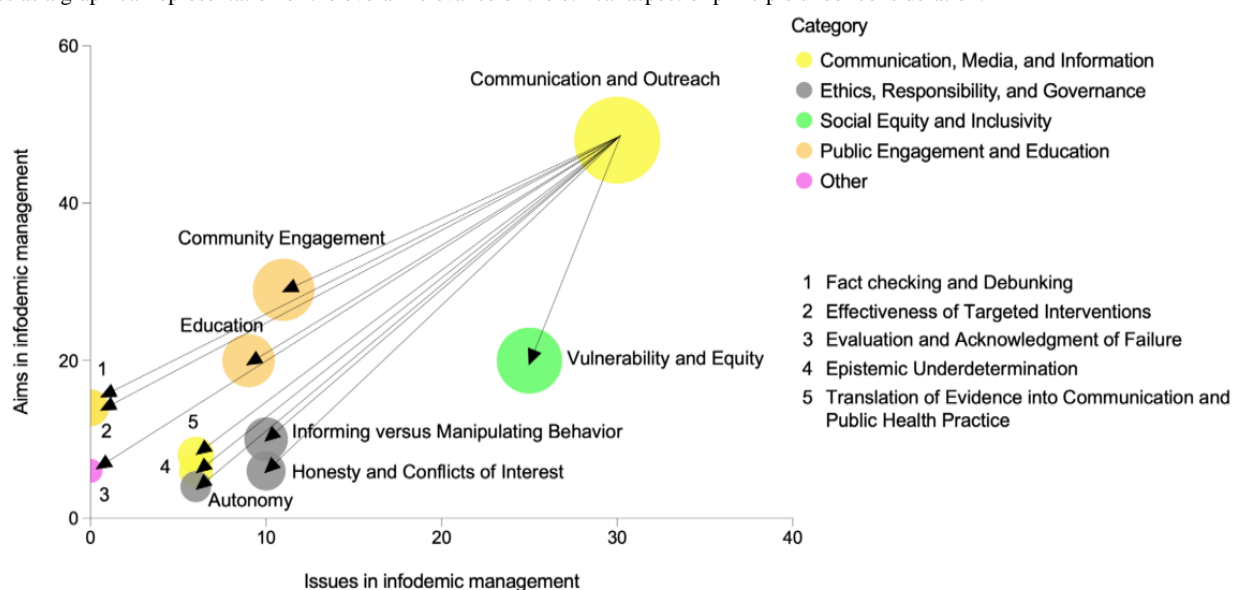 Category
60
Communication and Outreach
Communication, Media, and Information
Ethics, Responsibility, and Governance
Social Equity and Inclusivity
Public Engagement and Education
Other
Aims in infodemic management
40
Community Engagement
Education
1
20
Vulnerability and Equity
2
5
Informing versus Manipulating Behavior
4
Honesty and Conflicts of Interest
3
Autonomy
0
0
10
20
30
40
Issues in infodemic management
1 Fact checking and Debunking
2 Effectiveness of Targeted Interventions
3 Evaluation and Acknowledgment of Failure
4 Epistemic Underdetermination
5 Translation of Evidence into Communication and
Public Health Practice